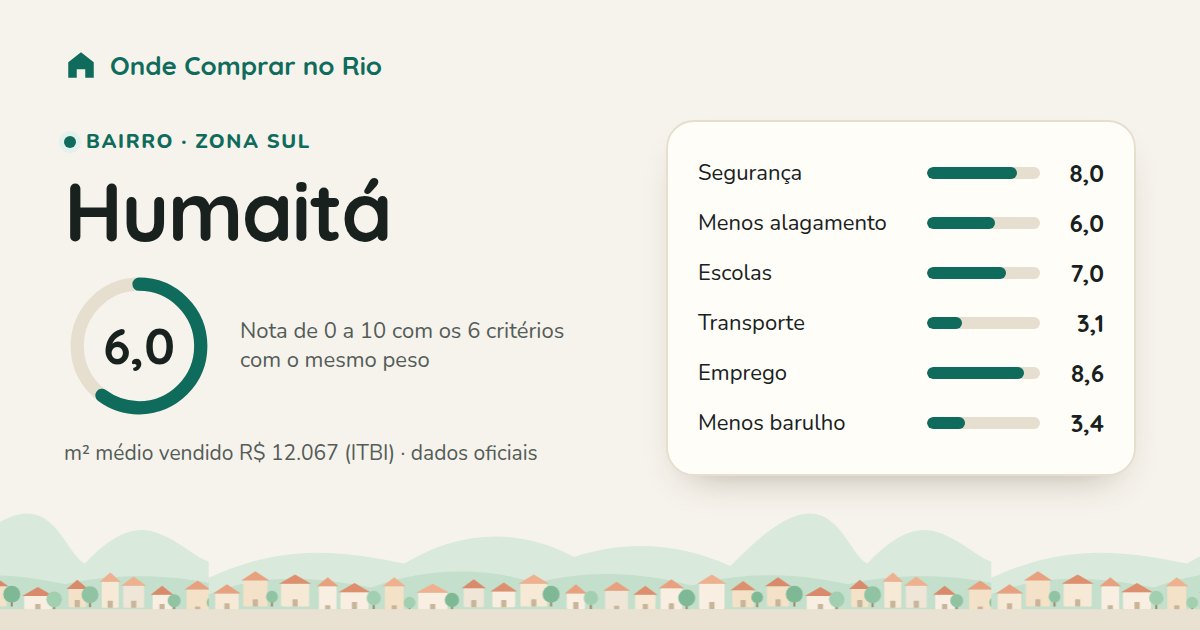 Onde Comprar no Rio
BAIRRO · ZONA SUL
Humaitá
6,0
Nota de 0 a 10 com os 6 critérios
com o mesmo peso
m² médio vendido R$ 12.067 (ITBI) · dados oficiais
Segurança 8,0
Menos alagamento 6,0
Escolas 7,0
Transporte 3,1
Emprego 8,6
Menos barulho 3,4